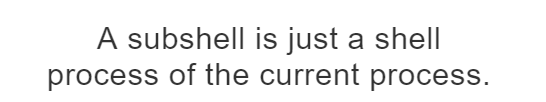 A subshell is just a shell
process of the current process.